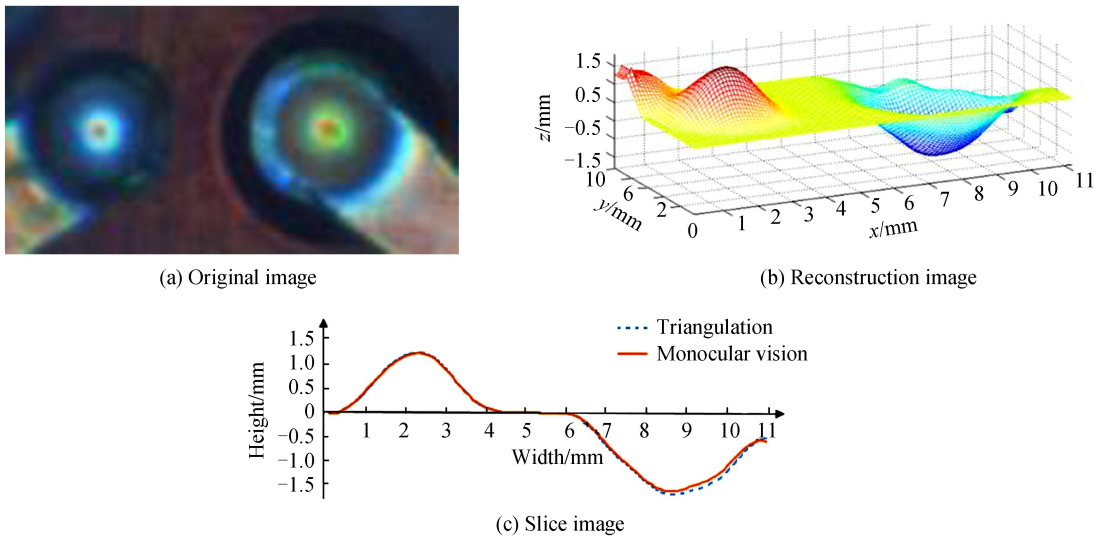 1.5
0.5
−0.5
−1.5
z/mm
10
6
2
y/mm
0
1
2
3
4
5
6
7
8
9
10
11
x/mm
(a) Original image
(b) Reconstruction image
Triangulation
Monocular vision
1.5
1.0
0.5
0
−0.5
−1.0
−1.5
Height/mm
1 2 3 4 5 6 7 8 9 10 11
Width/mm
(c) Slice image